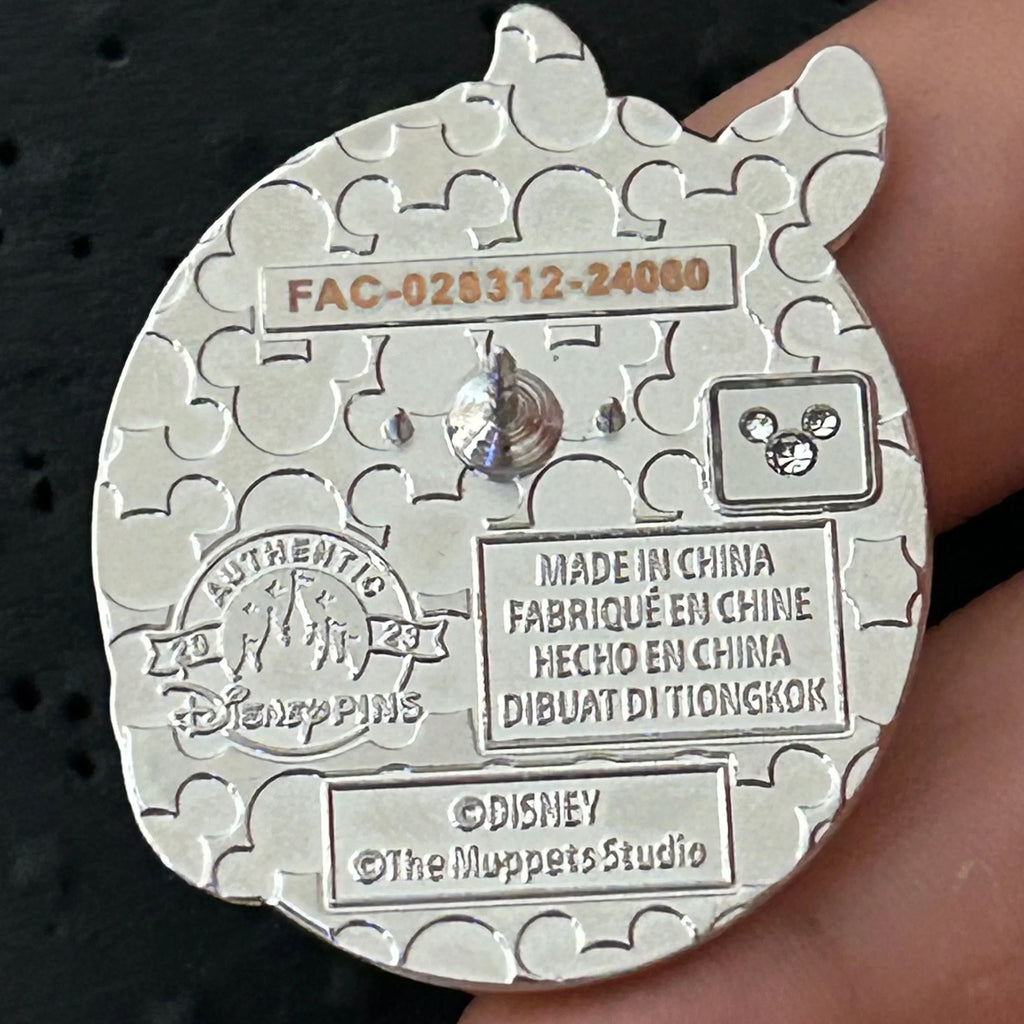 FAC-028312-24060
AUTHENTIC
20 23
DISNEY PINS
MADE IN CHINA
FABRIQUÉ EN CHINE
HECHO EN CHINA
DIBUAT DI TIONGKOK
©DISNEY
©The Muppets Studio